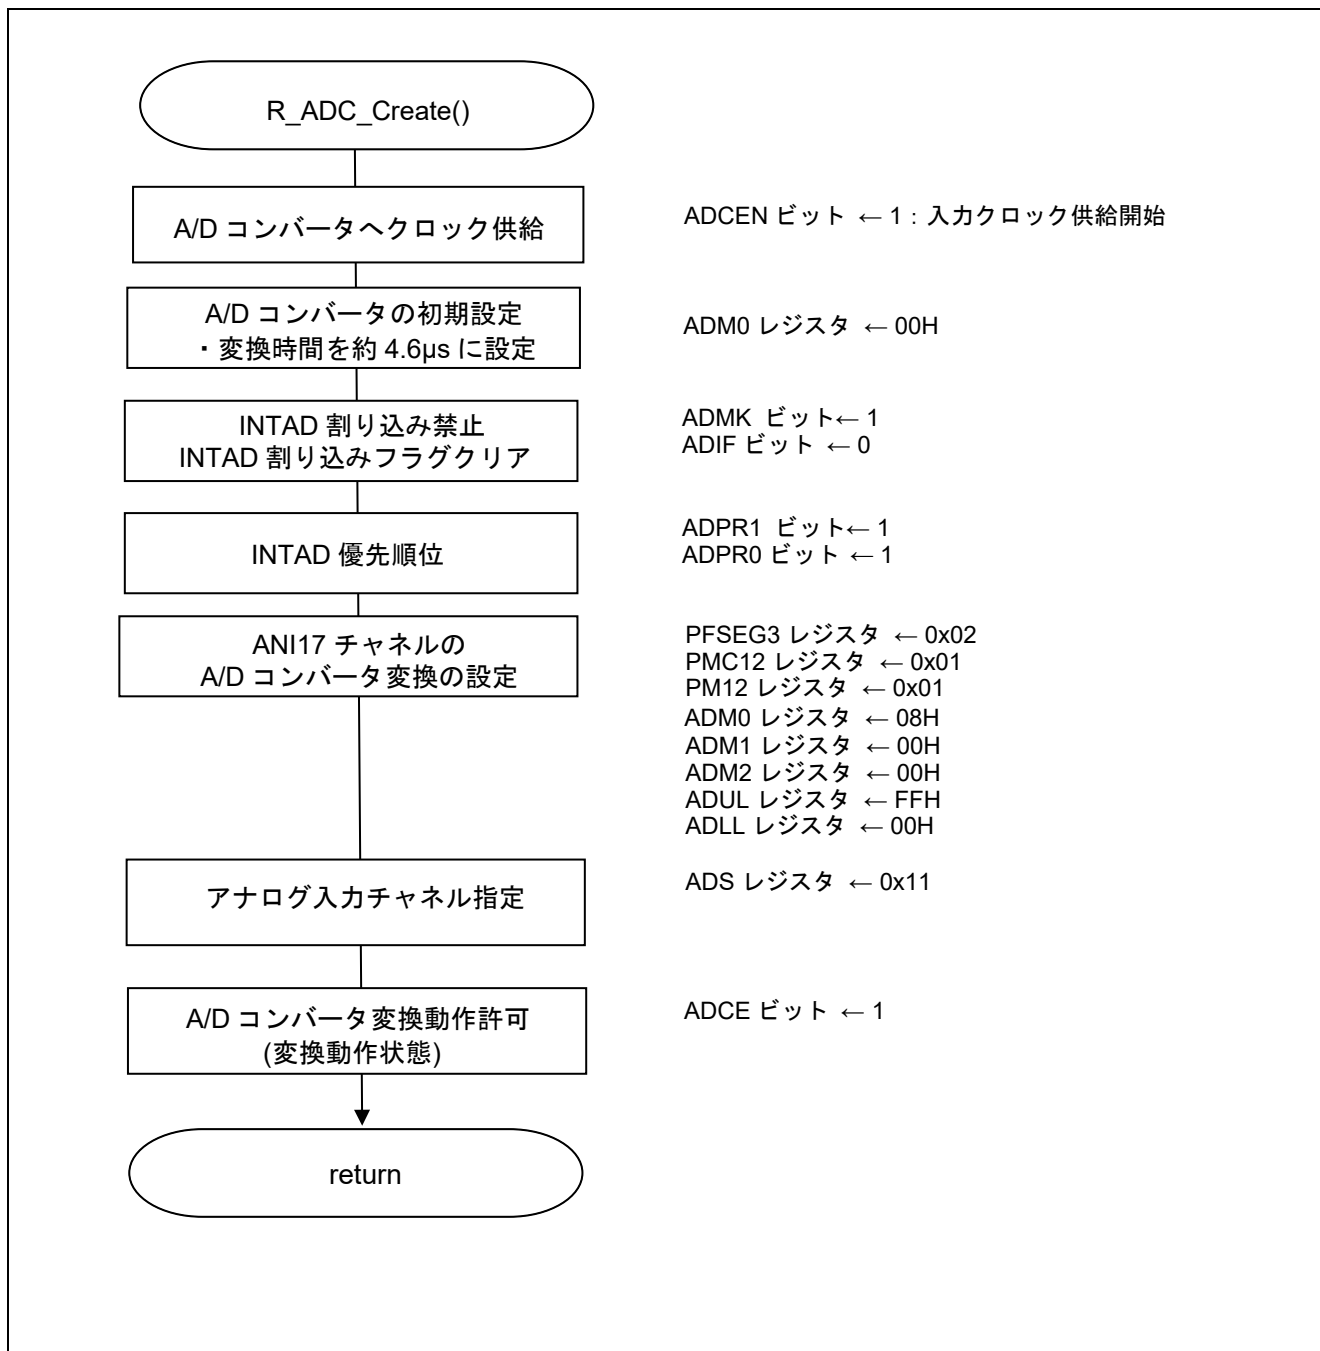 R_ADC_Create()
A/D コンバータへクロック供給
ADCEN ビット ← 1：入力クロック供給開始
A/D コンバータの初期設定
・変換時間を約 4.6µs に設定
ADM0 レジスタ ← 00H
INTAD 割り込み禁止
INTAD 割り込みフラグクリア
ADMK ビット← 1
ADIF ビット ← 0
INTAD 優先順位
ADPR1 ビット← 1
ADPR0 ビット ← 1
ANI17 チャネルの
A/D コンバータ変換の設定
PFSEG3 レジスタ ← 0x02
PMC12 レジスタ ← 0x01
PM12 レジスタ ← 0x01
ADM0 レジスタ ← 08H
ADM1 レジスタ ← 00H
ADM2 レジスタ ← 00H
ADUL レジスタ ← FFH
ADLL レジスタ ← 00H
アナログ入力チャネル指定
ADS レジスタ ← 0x11
A/D コンバータ変換動作許可
(変換動作状態)
ADCE ビット ← 1
return